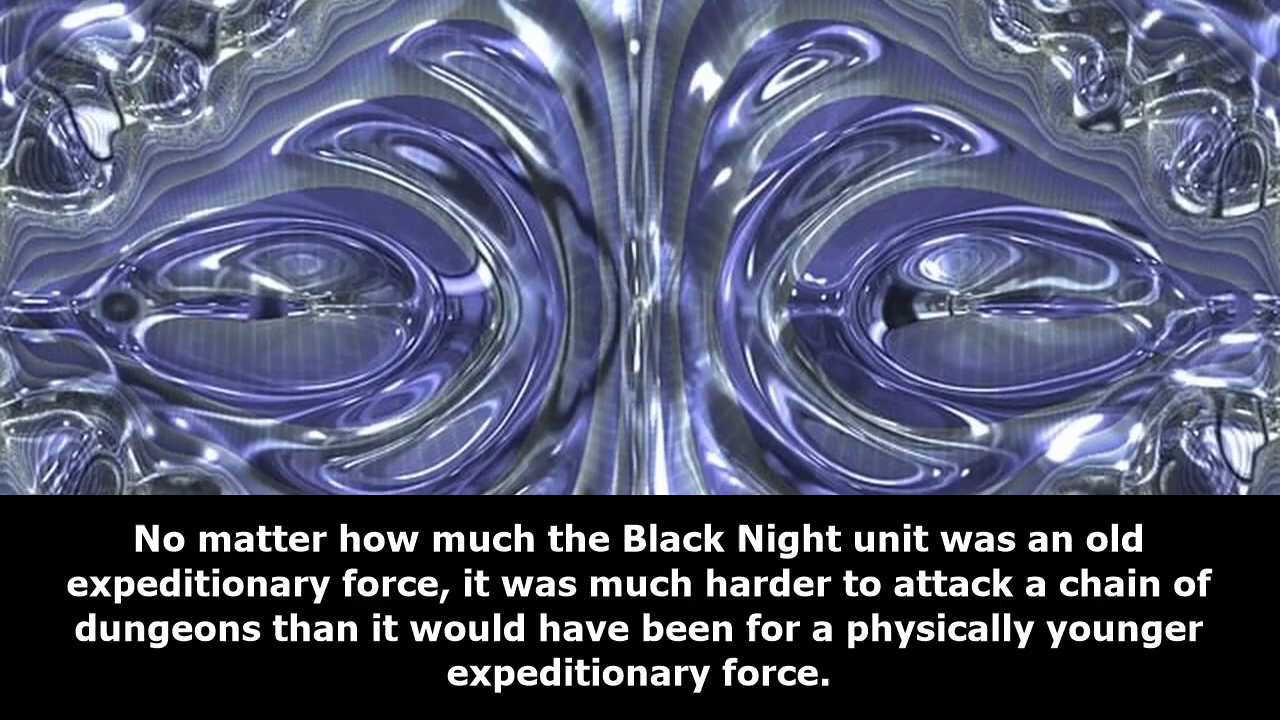 No matter how much the Black Night unit was an old
expeditionary force, it was much harder to attack a chain of
dungeons than it would have been for a physically younger
expeditionary force.